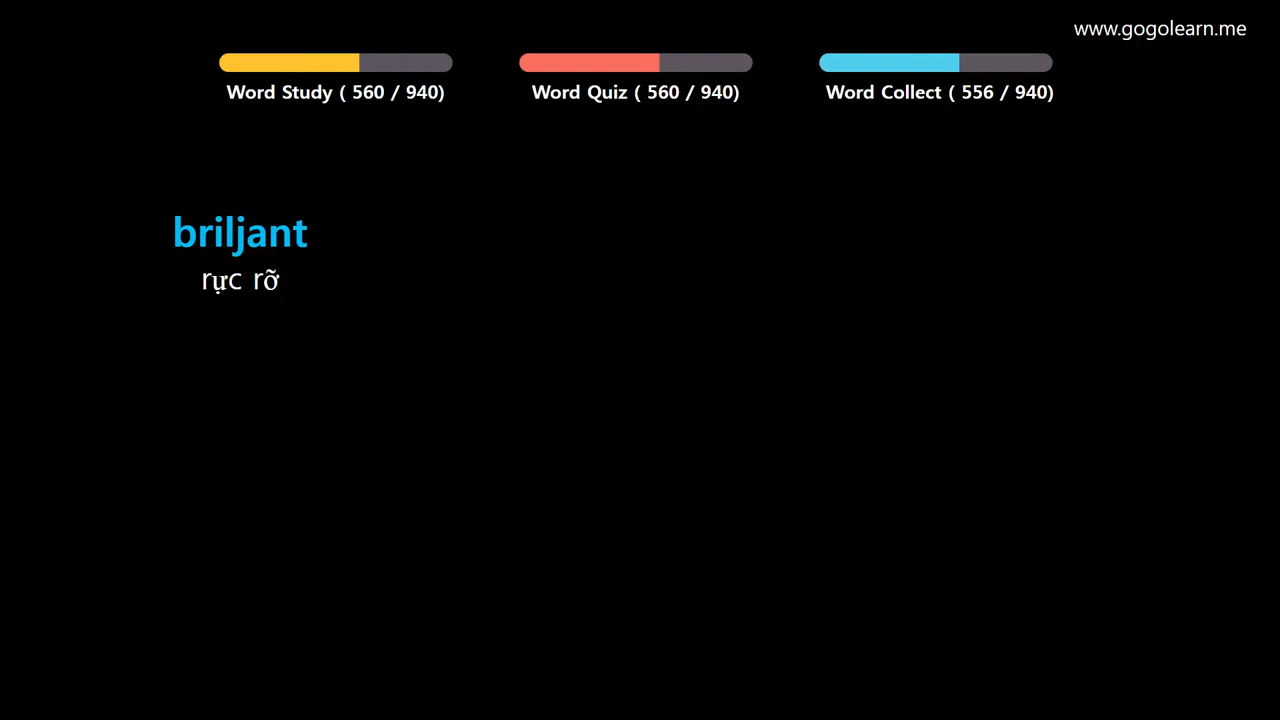 www.gogolearn.me
Word Study ( 560 / 940)
Word Quiz ( 560 / 940)
Word Collect ( 556 / 940)
briljant
rực rỡ